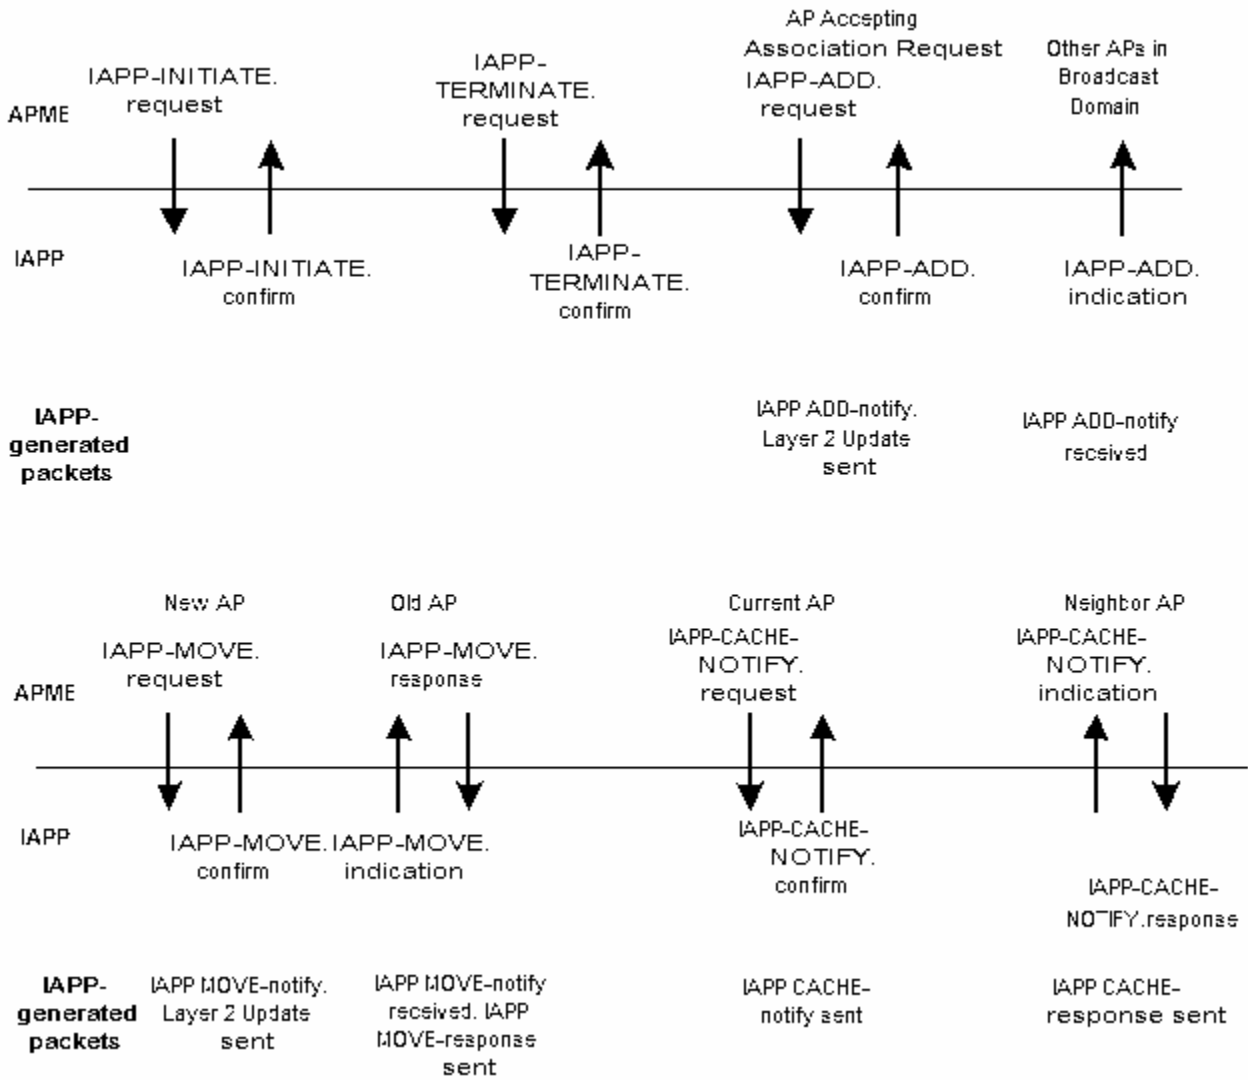 AP Accepting
Association Request
Other APs in
Broadcast
Domain
IAPP-INITIATE.
request
IAPP-
TERMINATE.
request
IAPP-ADD.
request
APME
IAPP
IAPP-INITIATE.
confirm
IAPP-
TERMINATE.
confirm
IAPP-ADD.
confirm
IAPP-ADD.
indication
IAPP-
generated
packets
IAPP ADD-notify.
Layer 2 Update
sent
IAPP ADD-notify
received
New AP
Old AP
Current AP
Neighbor AP
IAPP-MOVE.
request
IAPP-MOVE.
response
IAPP-CACHE-
NOTIFY.
request
IAPP-CACHE-
NOTIFY.
indication
APME
IAPP
IAPP-MOVE.
confirm
IAPP-MOVE.
indication
IAPP-CACHE-
NOTIFY.
confirm
IAPP-CACHE-
NOTIFY.response
IAPP-
generated
packets
IAPP MOVE-notify.
Layer 2 Update
sent
IAPP MOVE-notify
received. IAPP
MOVE-response
sent
IAPP CACHE-
notify sent
IAPP CACHE-
response sent